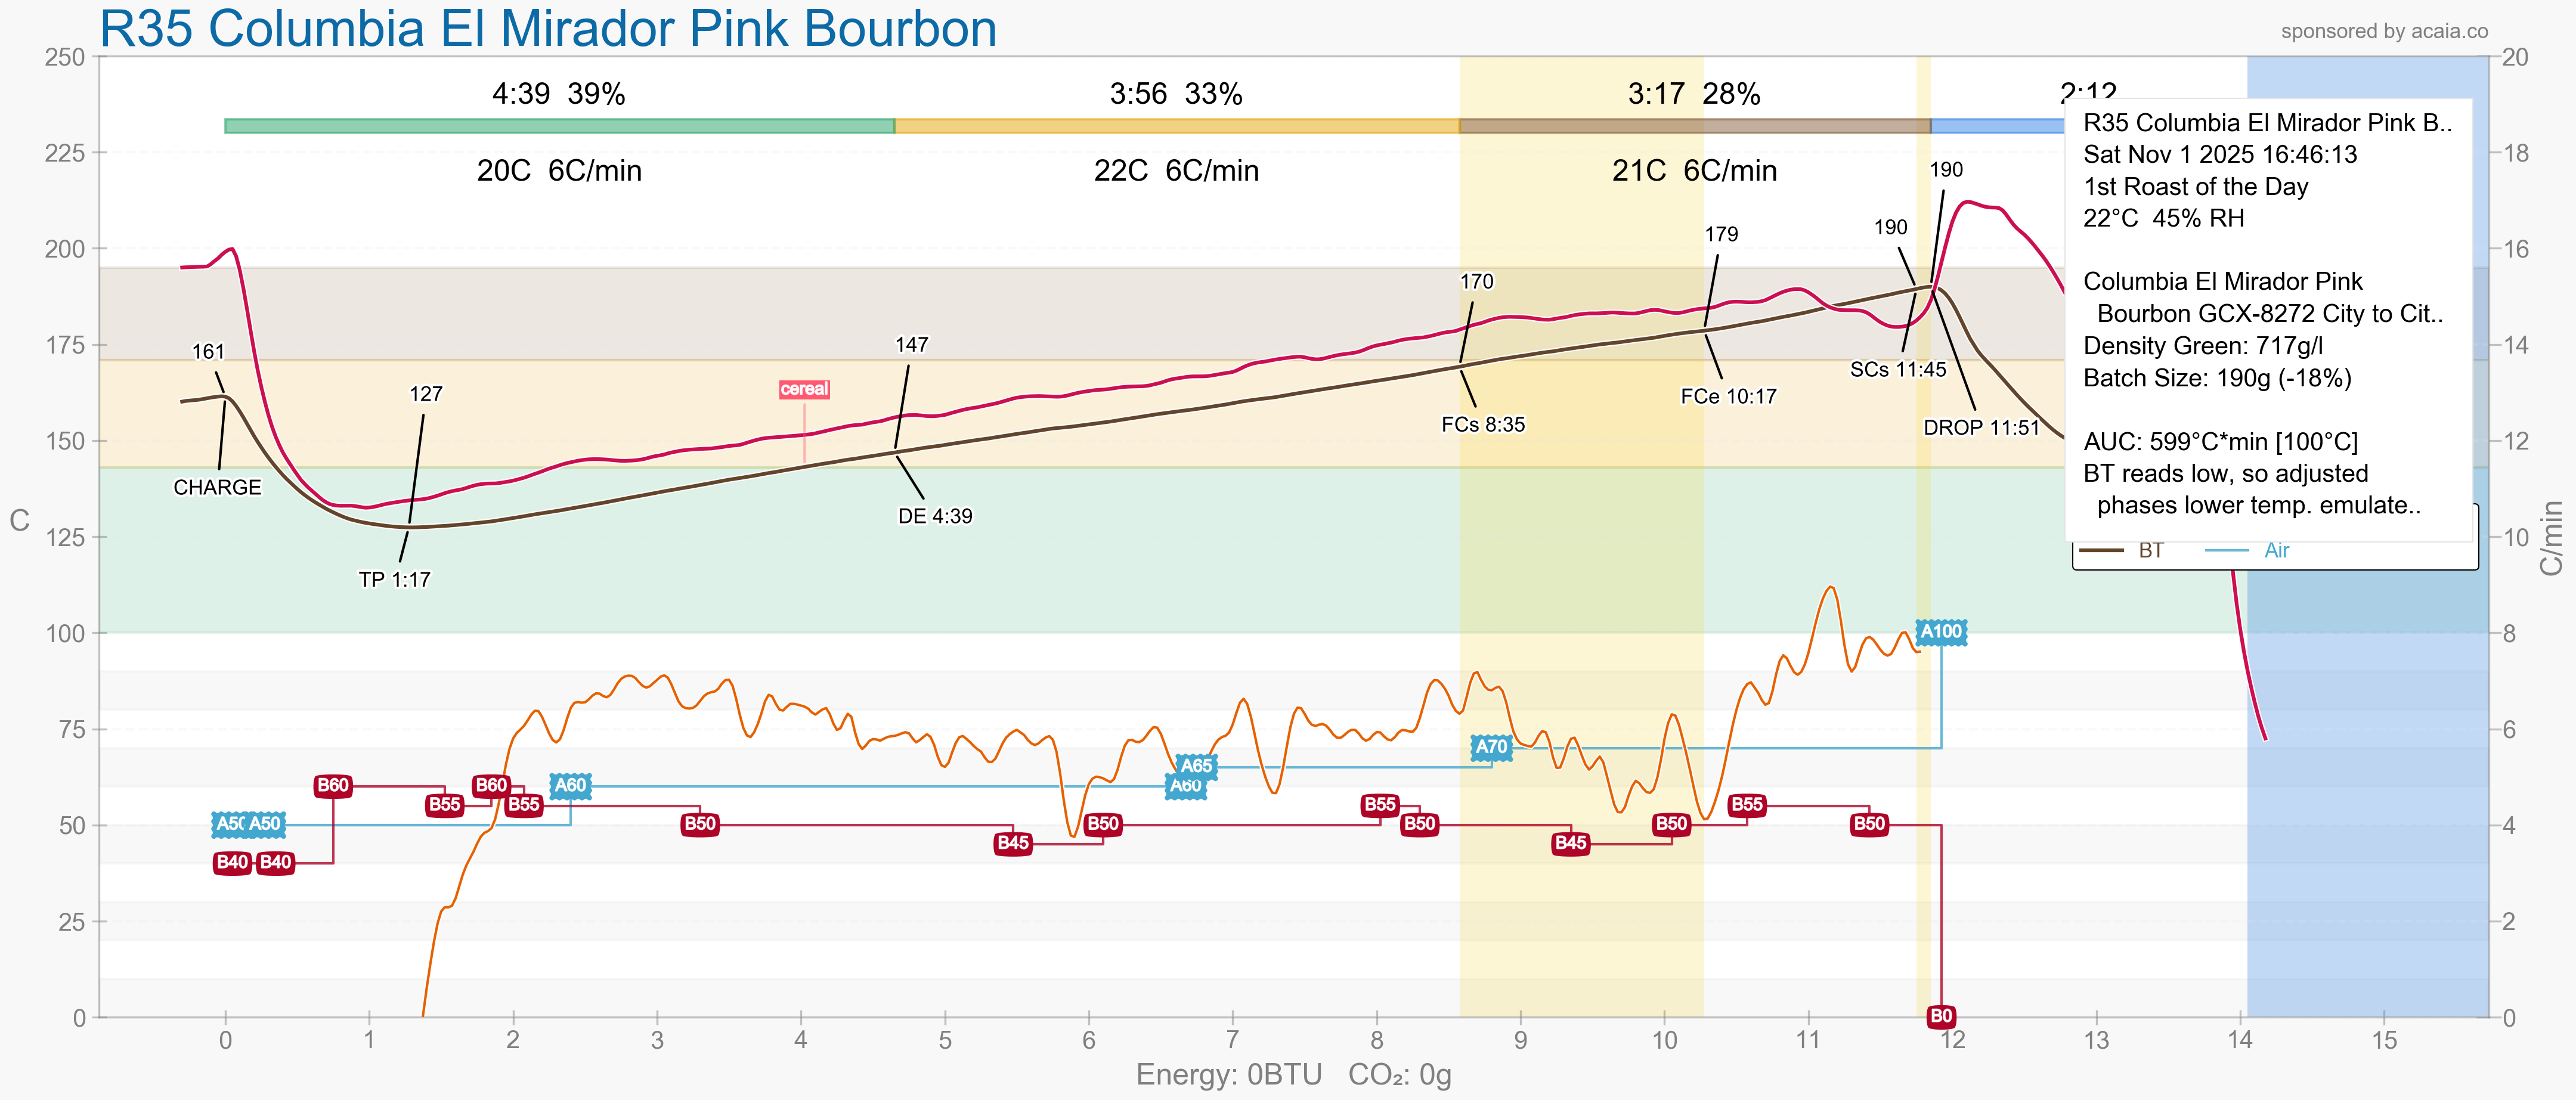 R35 Columbia El Mirador Pink Bourbon
sponsored by acaia.co
4:39 39%
3:56 33%
3:17 28%
2:12
20C 6C/min
22C 6C/min
21C 6C/min
R35 Columbia El Mirador Pink B..
Sat Nov 1 2025 16:46:13
1st Roast of the Day
22°C 45% RH
Columbia El Mirador Pink
Bourbon GCX-8272 City to Cit..
Density Green: 717g/l
Batch Size: 190g (-18%)
AUC: 599°C*min [100°C]
BT reads low, so adjusted
phases lower temp. emulate..
BT
Air
161
CHARGE
127
TP 1:17
cereal
147
DE 4:39
170
FCs 8:35
179
FCe 10:17
190
SCs 11:45
190
DROP 11:51
A50
A50
A60
A60
A65
A70
A100
B40
B40
B60
B55
B60
B55
B50
B45
B50
B55
B50
B45
B50
B55
B50
B0
C
250
225
200
175
150
125
100
75
50
25
0
C/min
20
18
16
14
12
10
8
6
4
2
0
0 1 2 3 4 5 6 7 8 9 10 11 12 13 14 15
Energy: 0BTU CO₂: 0g